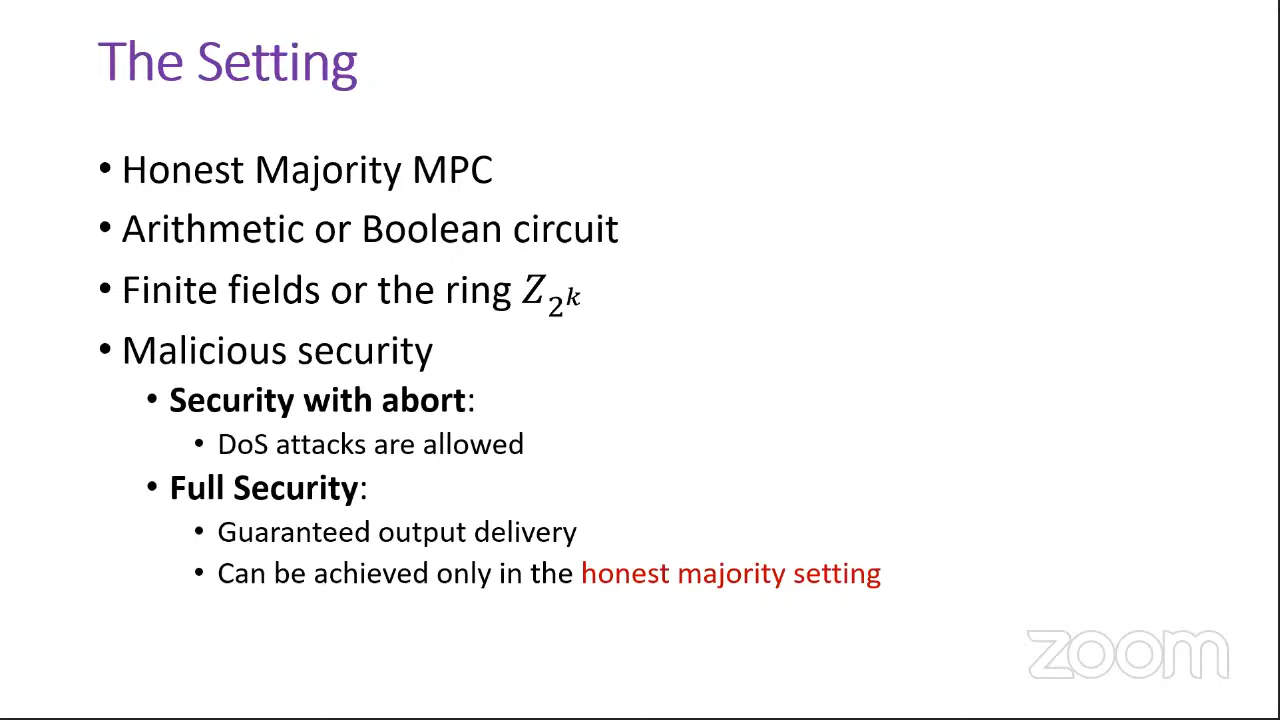 The Setting
• Honest Majority MPC
• Arithmetic or Boolean circuit
• Finite fields or the ring $Z_{2^k}$
• Malicious security
• Security with abort:
• DoS attacks are allowed
• Full Security:
• Guaranteed output delivery
• Can be achieved only in the honest majority setting
zoom